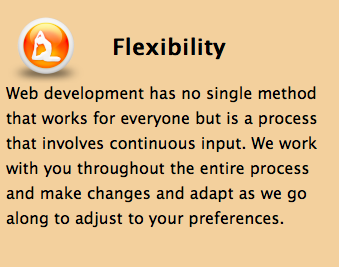 Flexibility
Web development has no single method
that works for everyone but is a process
that involves continuous input. We work
with you throughout the entire process
and make changes and adapt as we go
along to adjust to your preferences.